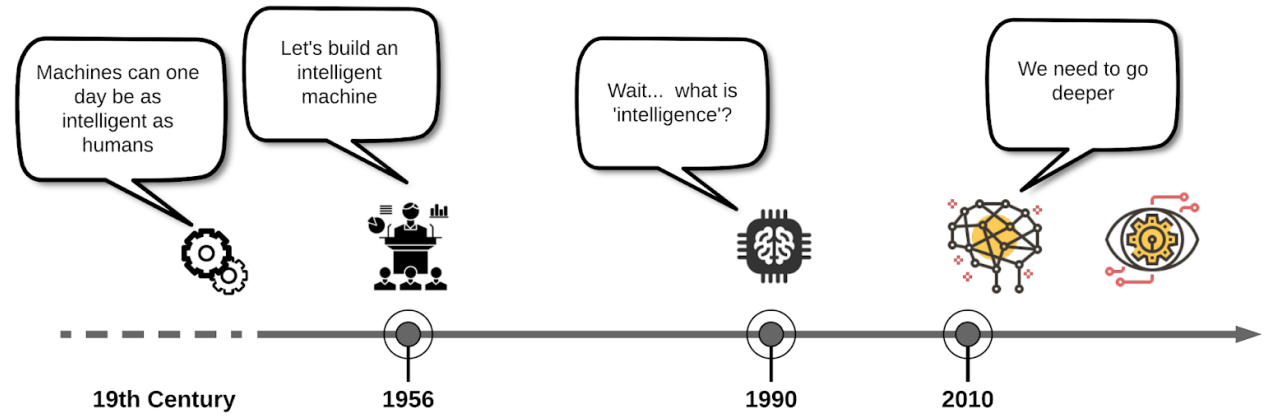 Machines can one
day be as
intelligent as
humans
Let's build an
intelligent
machine
Wait... what is
'intelligence'?
We need to go
deeper
19th Century
1956
1990
2010